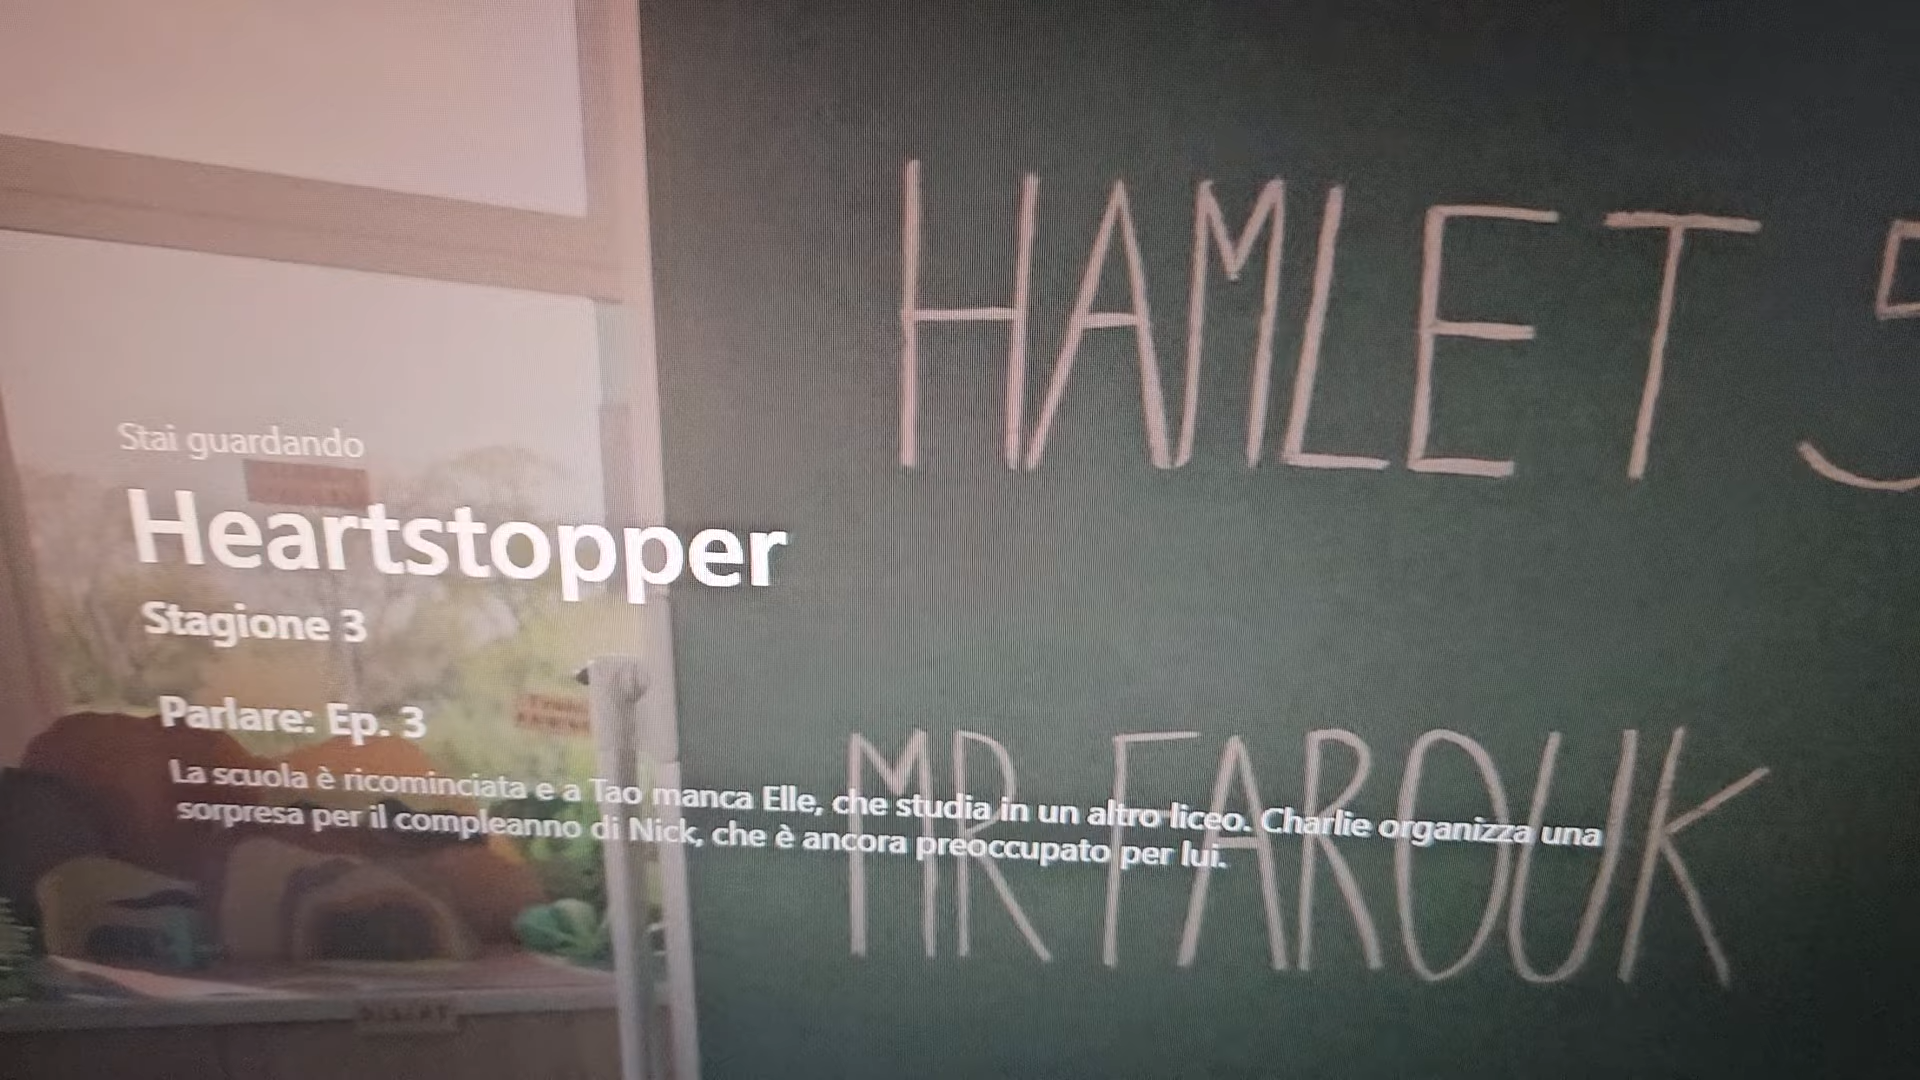 HAMLET 5
Stai guardando
Heartstopper
Stagione 3
Parlare: Ep. 3
La scuola è ricominciata e a Tao manca Elle, che studia in un altro liceo. Charlie organizza una
sorpresa per il compleanno di Nick, che è ancora preoccupato per lui.
MR FAROUK